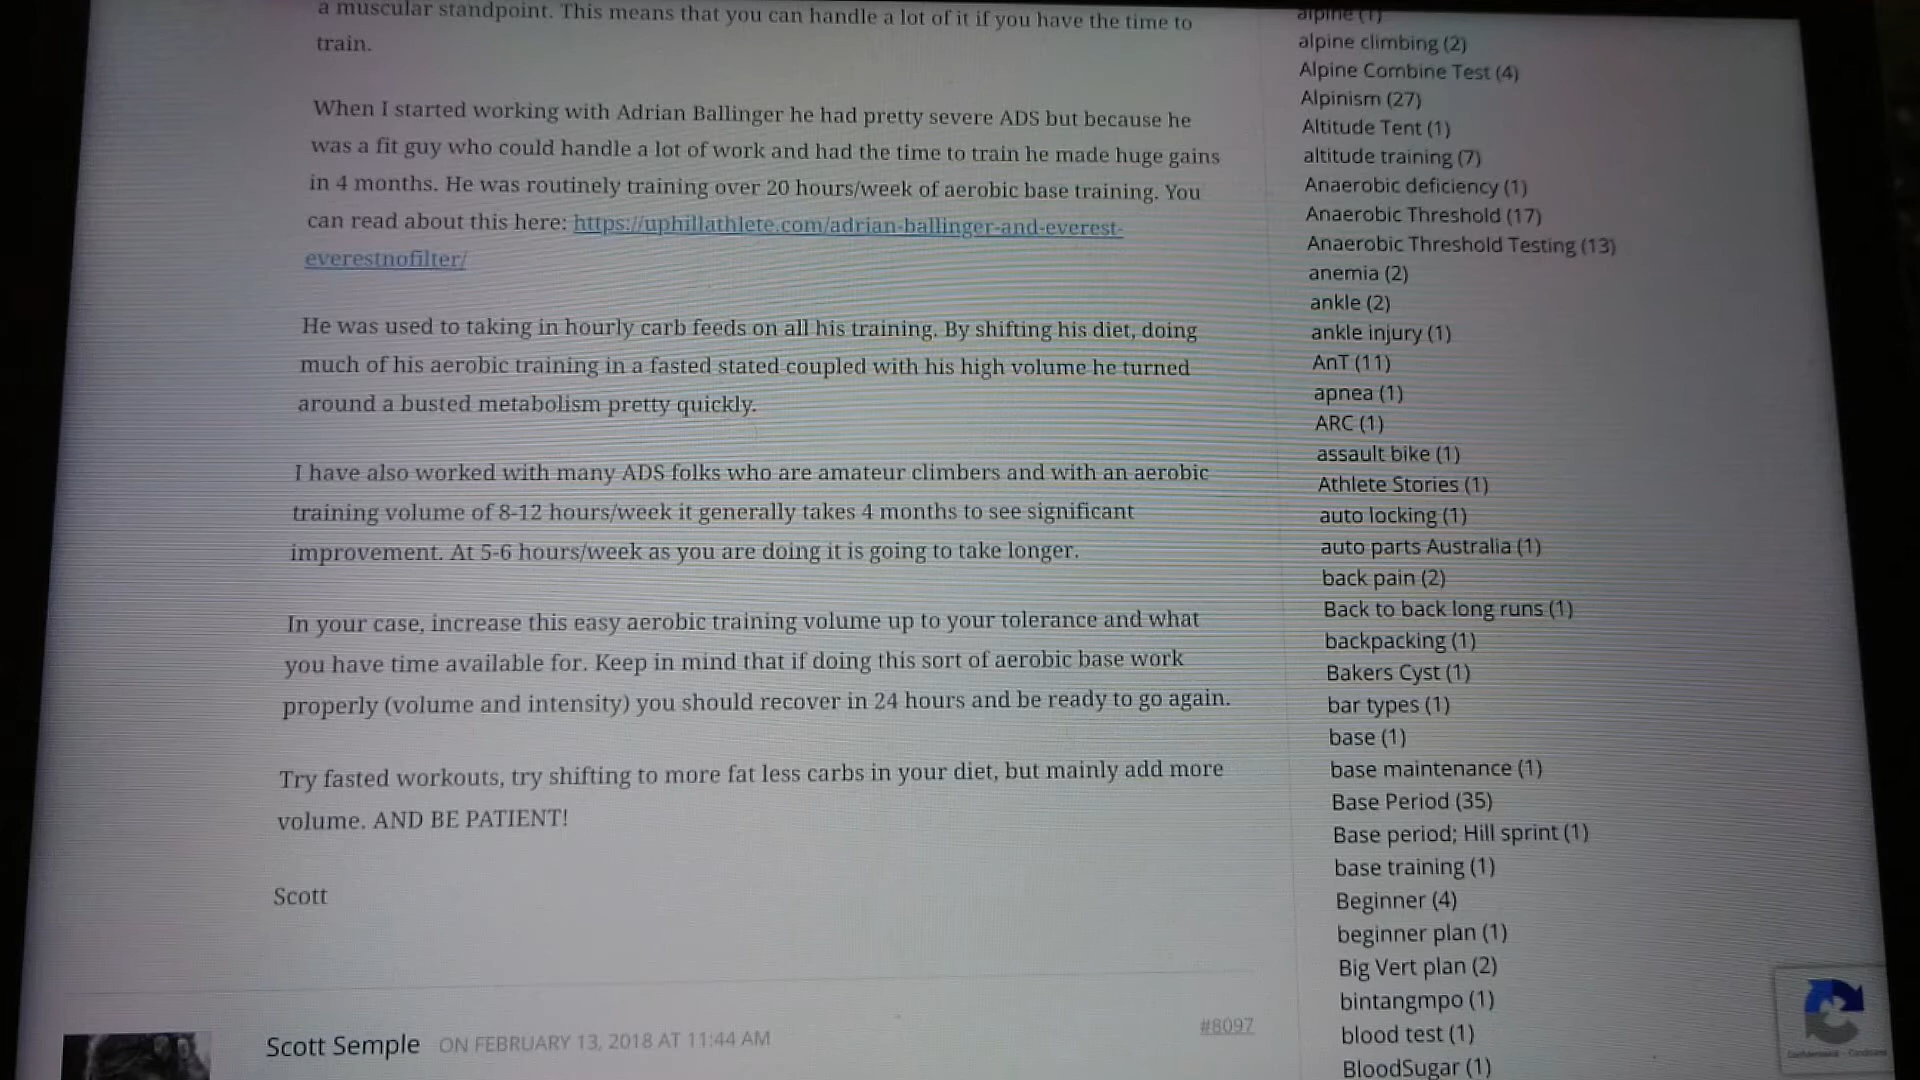 a muscular standpoint. This means that you can handle a lot of it if you have the time to
train.
When I started working with Adrian Ballinger he had pretty severe ADS but because he
was a fit guy who could handle a lot of work and had the time to train he made huge gains
in 4 months. He was routinely training over 20 hours/week of aerobic base training. You
can read about this here: https://uphillathlete.com/adrian-ballinger-and-everest-
everestnofilter/
He was used to taking in hourly carb feeds on all his training. By shifting his diet, doing
much of his aerobic training in a fasted stated coupled with his high volume he turned
around a busted metabolism pretty quickly.
I have also worked with many ADS folks who are amateur climbers and with an aerobic
training volume of 8-12 hours/week it generally takes 4 months to see significant
improvement. At 5-6 hours/week as you are doing it is going to take longer.
In your case, increase this easy aerobic training volume up to your tolerance and what
you have time available for. Keep in mind that if doing this sort of aerobic base work
properly (volume and intensity) you should recover in 24 hours and be ready to go again.
Try fasted workouts, try shifting to more fat less carbs in your diet, but mainly add more
volume. AND BE PATIENT!
Scott
Scott Semple ON FEBRUARY 13, 2018 AT 11:44 AM
#8097
alpine (1)
alpine climbing (2)
Alpine Combine Test (4)
Alpinism (27)
Altitude Tent (1)
altitude training (7)
Anaerobic deficiency (1)
Anaerobic Threshold (17)
Anaerobic Threshold Testing (13)
anemia (2)
ankle (2)
ankle injury (1)
AnT (11)
apnea (1)
ARC (1)
assault bike (1)
Athlete Stories (1)
auto locking (1)
auto parts Australia (1)
back pain (2)
Back to back long runs (1)
backpacking (1)
Bakers Cyst (1)
bar types (1)
base (1)
base maintenance (1)
Base Period (35)
Base period; Hill sprint (1)
base training (1)
Beginner (4)
beginner plan (1)
Big Vert plan (2)
bintangmpo (1)
blood test (1)
BloodSugar (1)